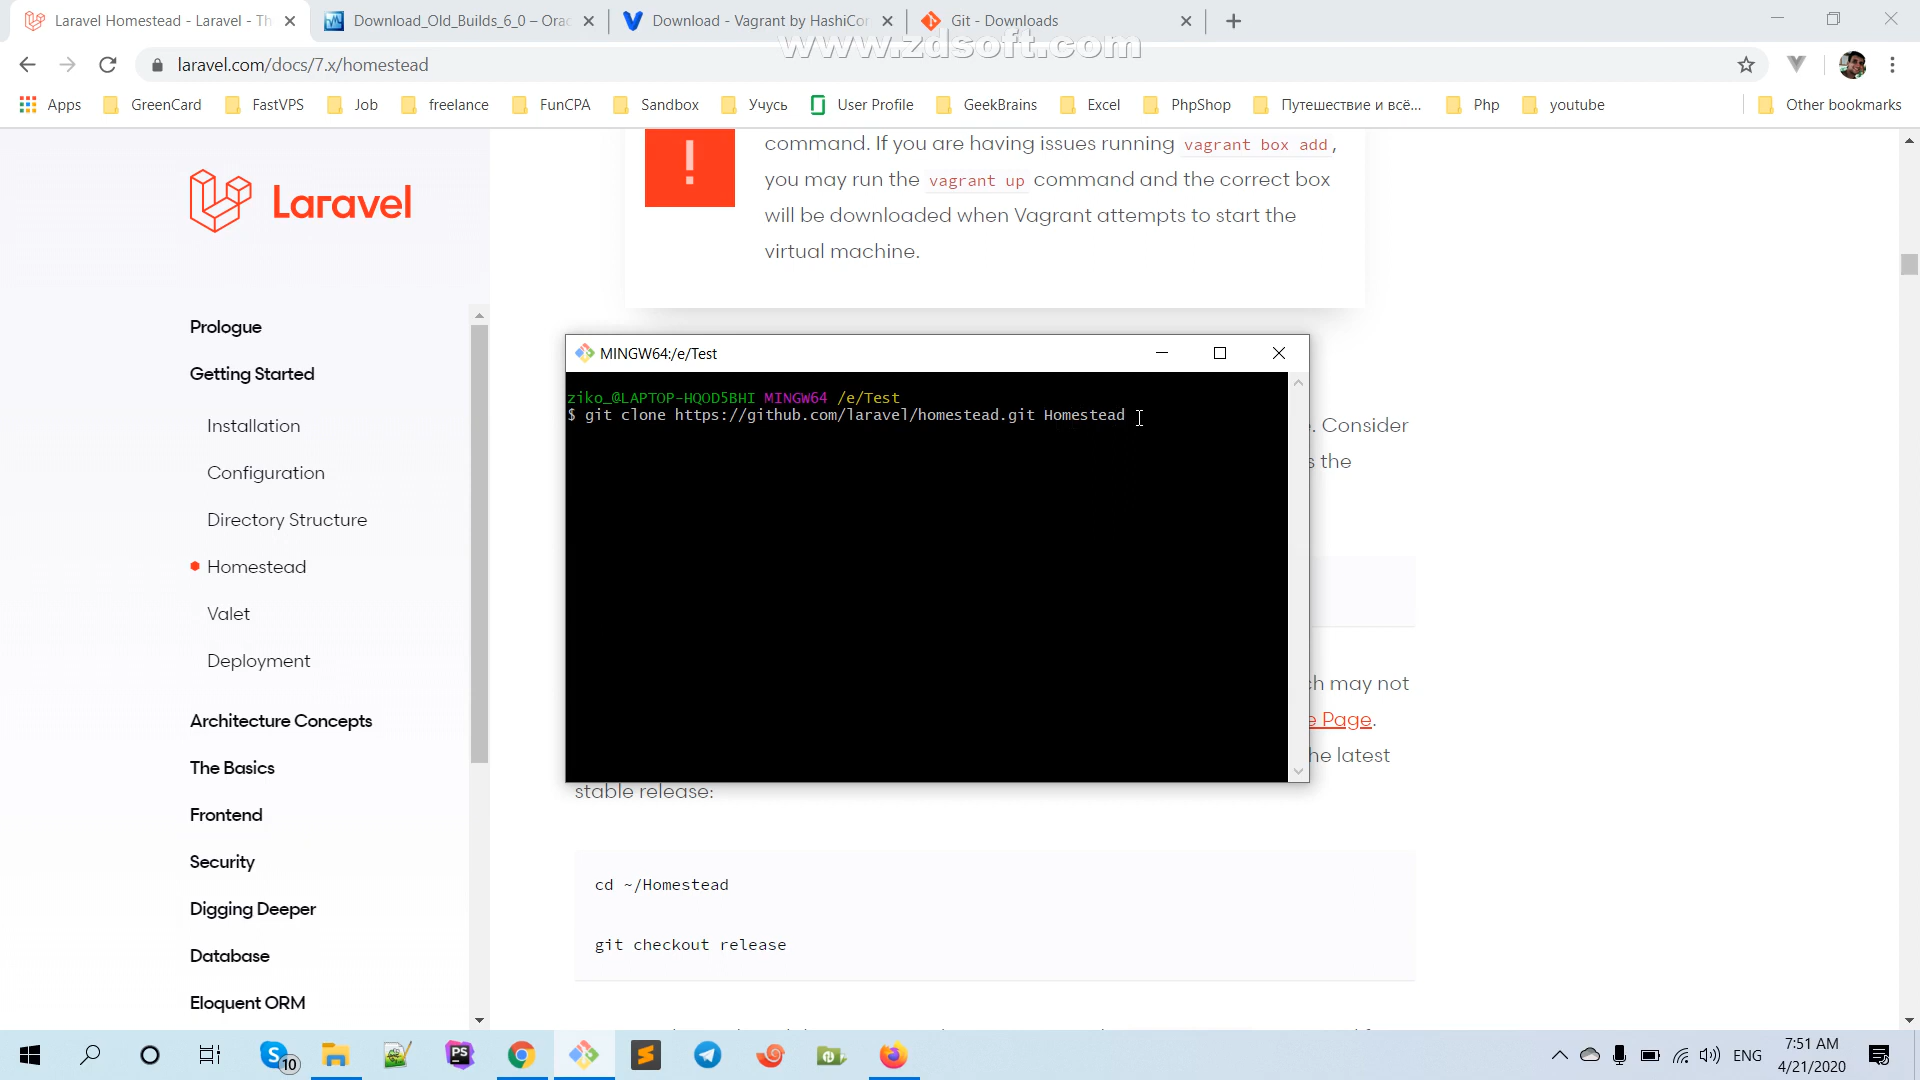 Laravel Homestead - Laravel - Th
Download_Old_Builds_6_0 – Orac
Download - Vagrant by HashiCor
Git - Downloads
www.zdsoft.com
laravel.com/docs/7.x/homestead
Apps
GreenCard
FastVPS
Job
freelance
FunCPA
Sandbox
Учусь
User Profile
GeekBrains
Excel
PhpShop
Путешествие и всё...
Php
youtube
Other bookmarks
Laravel
Prologue
Getting Started
Installation
Configuration
Directory Structure
Homestead
Valet
Deployment
Architecture Concepts
The Basics
Frontend
Security
Digging Deeper
Database
Eloquent ORM
!
command. If you are having issues running vagrant box add,
you may run the vagrant up command and the correct box
will be downloaded when Vagrant attempts to start the
virtual machine.
MINGW64:/e/Test
ziko_@LAPTOP-HQOD5BHI MINGW64 /e/Test
$ git clone https://github.com/laravel/homestead.git Homestead
. Consider
s the
ch may not
e Page.
he latest
stable release:
cd ~/Homestead
git checkout release
10
PS
ENG
7:51 AM
4/21/2020